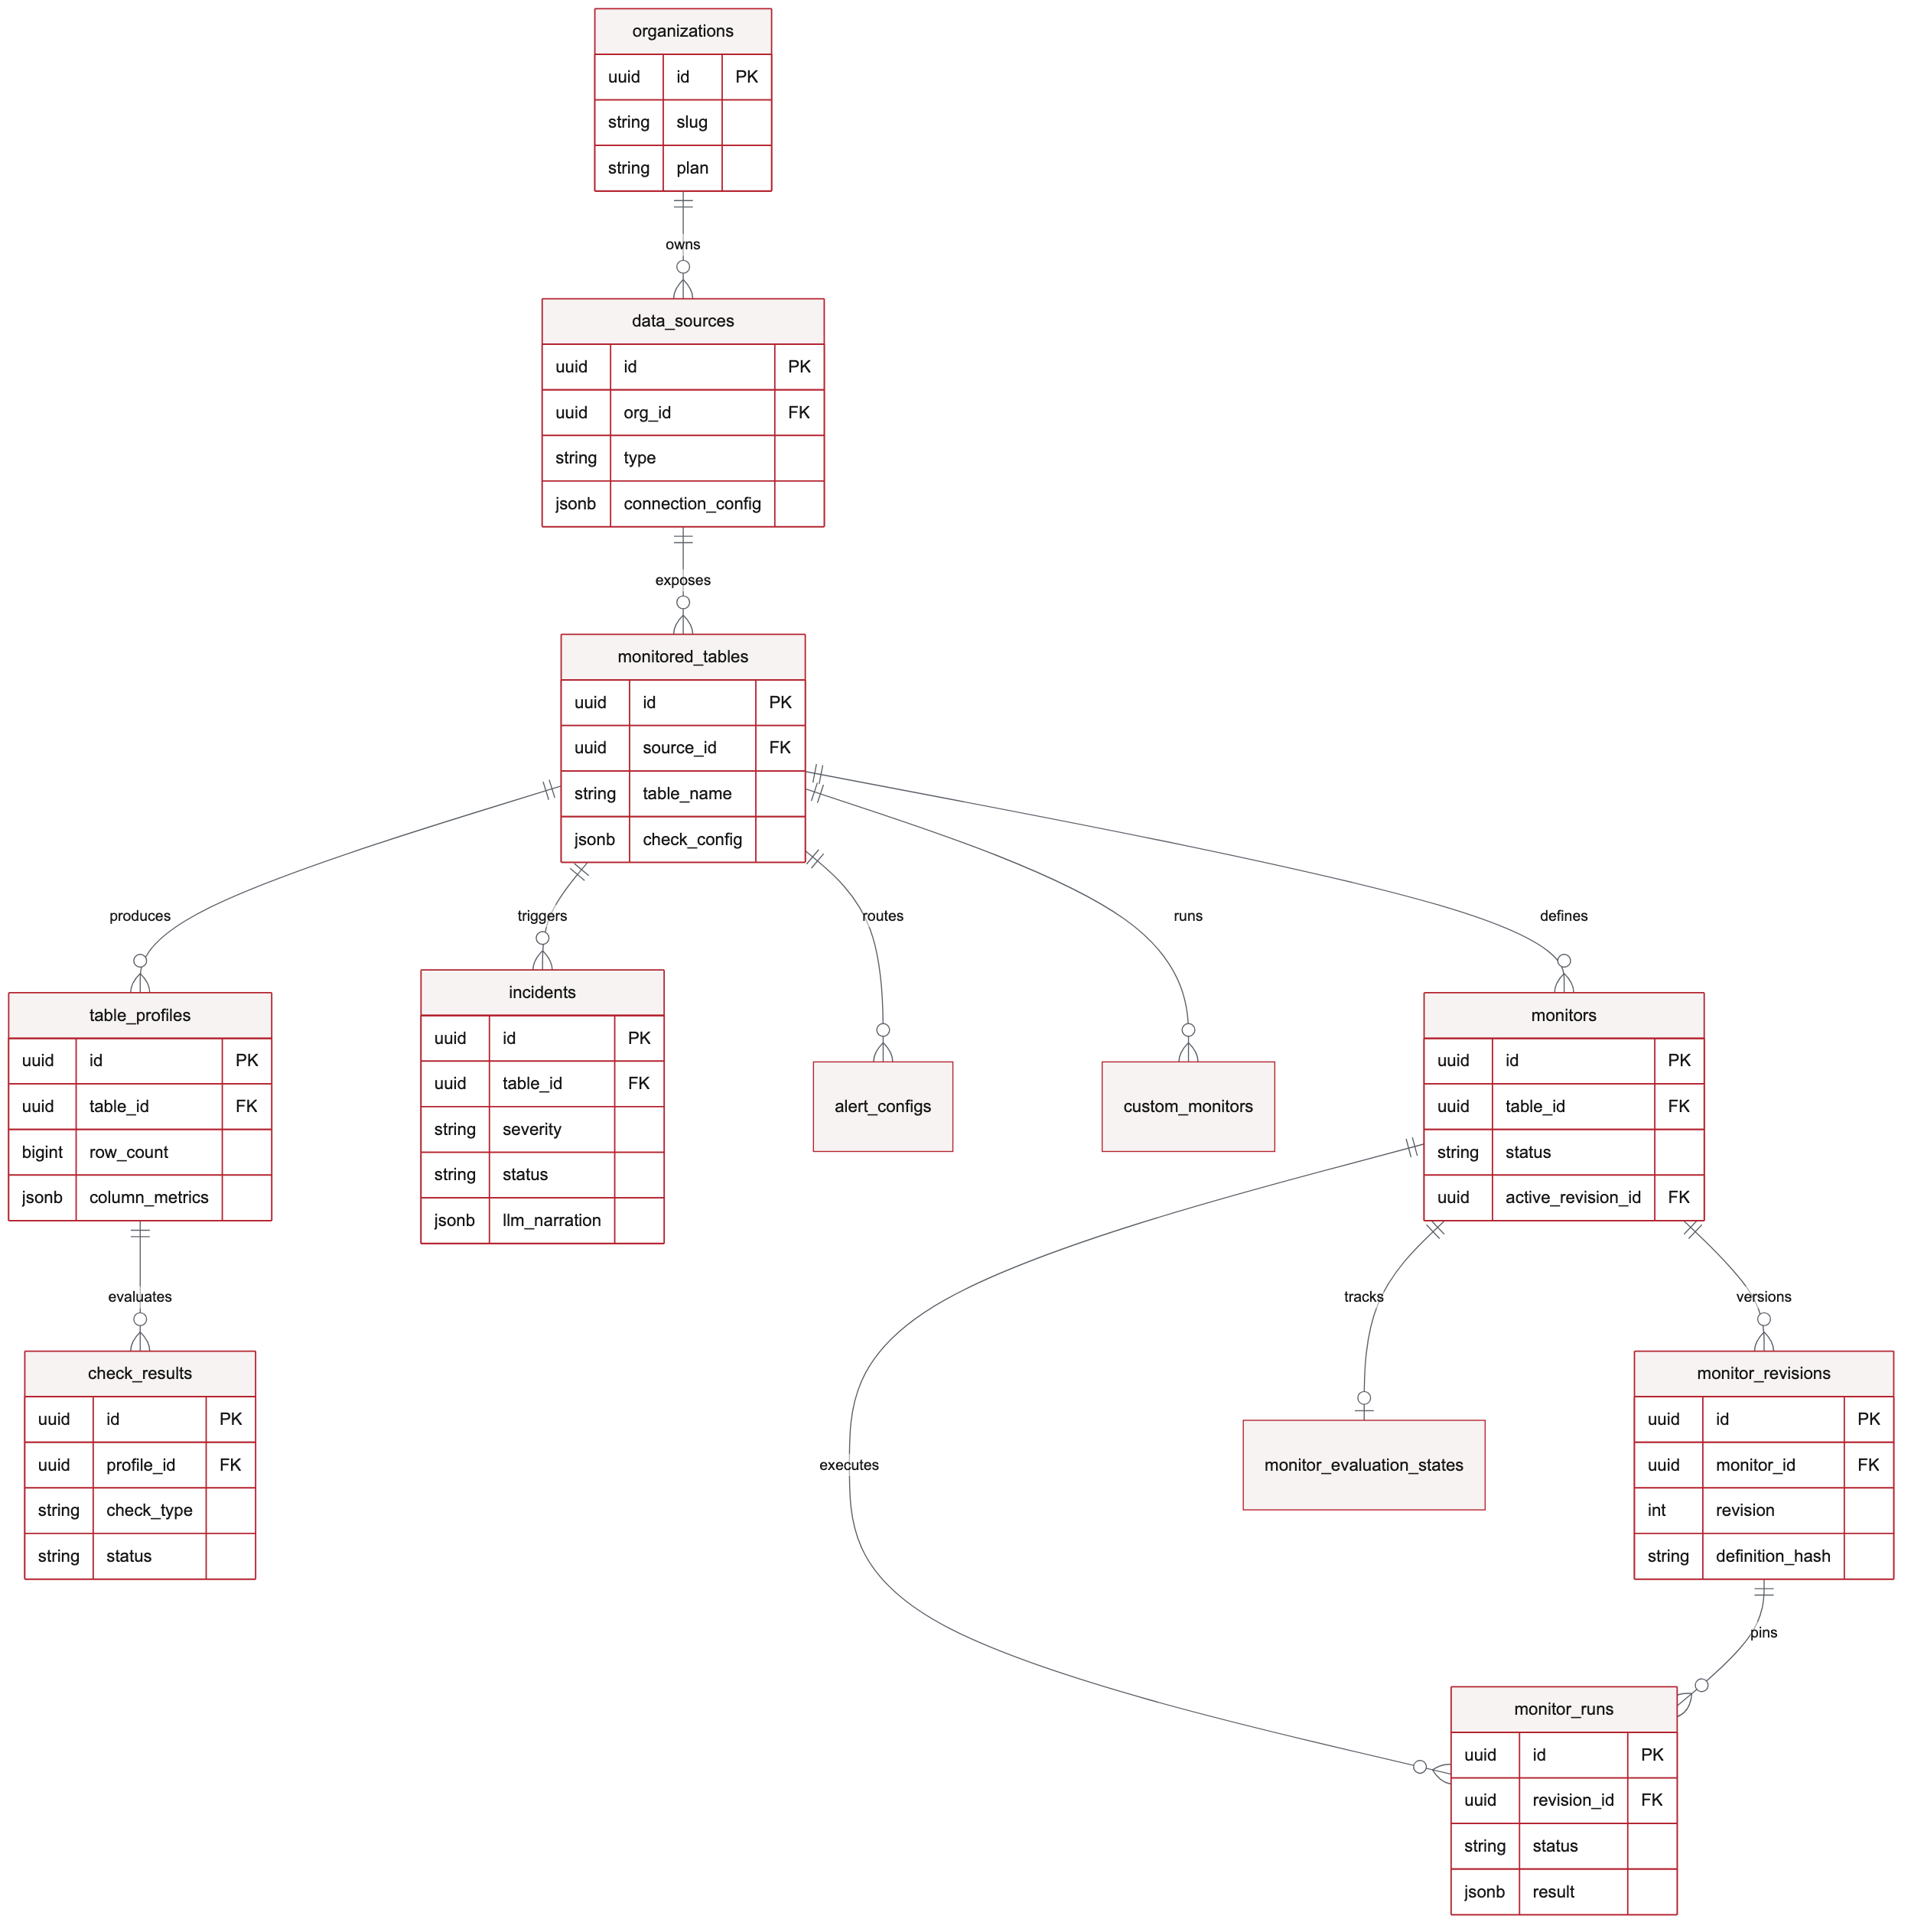 organizations
uuid id PK
string slug
string plan
owns
data_sources
uuid id PK
uuid org_id FK
string type
jsonb connection_config
exposes
monitored_tables
uuid id PK
uuid source_id FK
string table_name
jsonb check_config
produces
triggers
routes
runs
defines
table_profiles
uuid id PK
uuid table_id FK
bigint row_count
jsonb column_metrics
incidents
uuid id PK
uuid table_id FK
string severity
string status
jsonb llm_narration
alert_configs
custom_monitors
monitors
uuid id PK
uuid table_id FK
string status
uuid active_revision_id FK
evaluates
tracks
versions
check_results
uuid id PK
uuid profile_id FK
string check_type
string status
executes
monitor_evaluation_states
monitor_revisions
uuid id PK
uuid monitor_id FK
int revision
string definition_hash
pins
monitor_runs
uuid id PK
uuid revision_id FK
string status
jsonb result